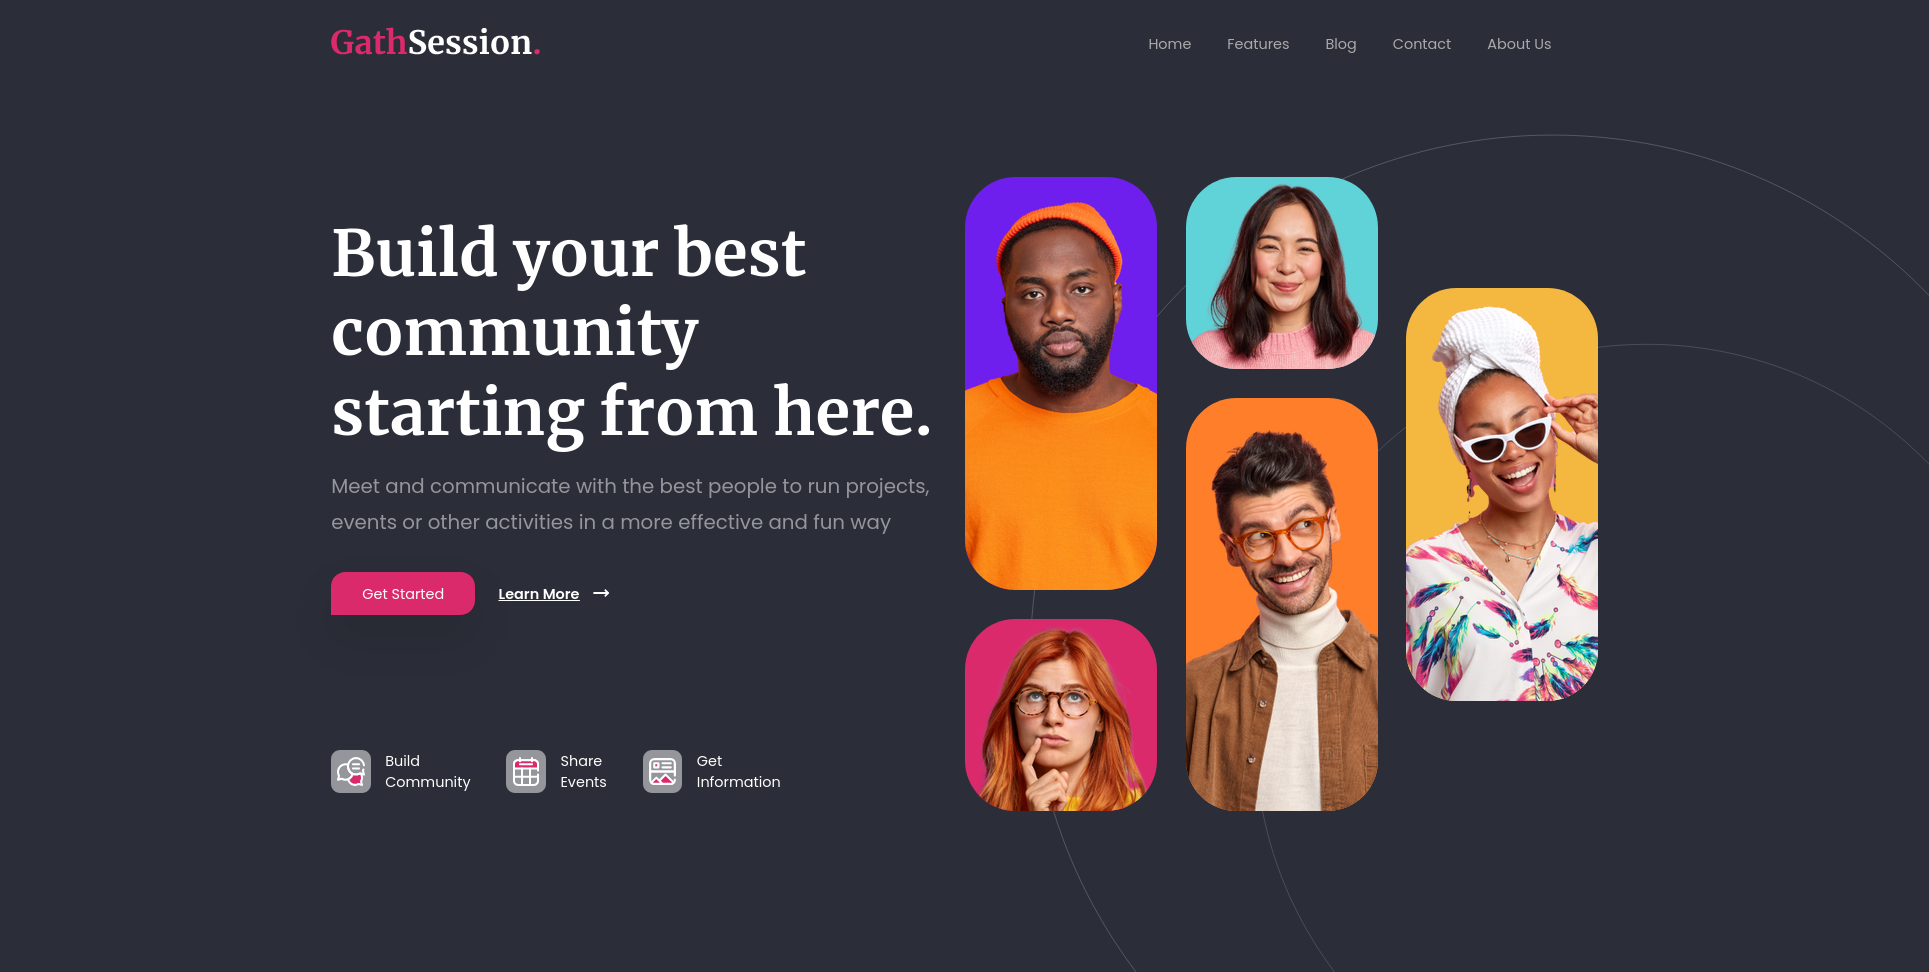 GathSession.
Home
Features
Blog
Contact
About Us
Build your best
community
starting from here.
Meet and communicate with the best people to run projects,
events or other activities in a more effective and fun way
Get Started
Learn More
Build
Community
Share
Events
Get
Information